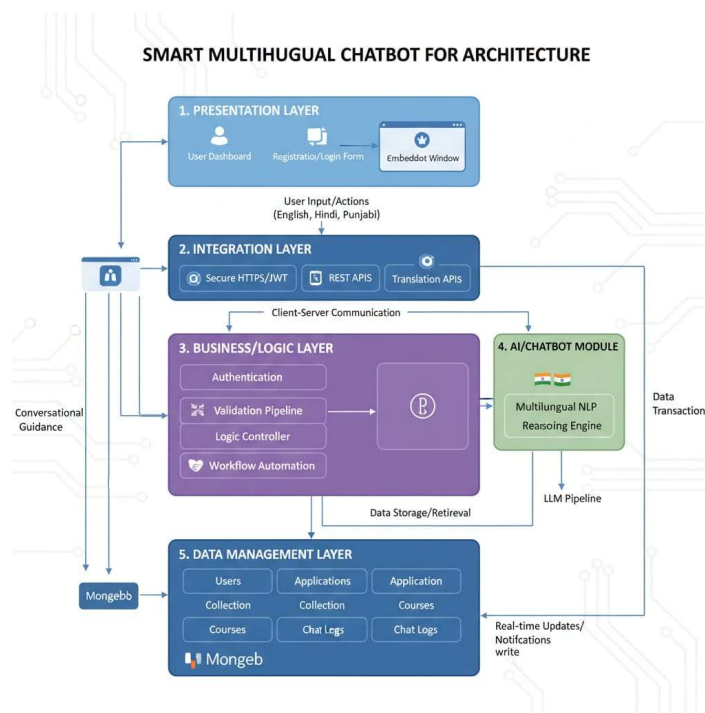 SMART MULTIHUGUAL CHATBOT FOR ARCHITECTURE
1. PRESENTATION LAYER
User Dashboard
Registration/Login Form
Embeddot Window
User Input/Actions
(English, Hindi, Punjabi)
2. INTEGRATION LAYER
Secure HTTPS/JWT
REST APIS
Translation APIs
Client-Server Communication
3. BUSINESS/LOGIC LAYER
Authentication
Validation Pipeline
Logic Controller
Workflow Automation
4. AI/CHATBOT MODULE
Multilungual NLP
Rearsoing Engine
Conversational
Guidance
Data
Transaction
LLM Pipeline
Data Storage/Retireval
5. DATA MANAGEMENT LAYER
Users
Applications
Application
Collection
Collection
Courses
Courses
Chat Legs
Chat Logs
Mongeb
Mongebb
Real-time Updates/
Notifcations
write